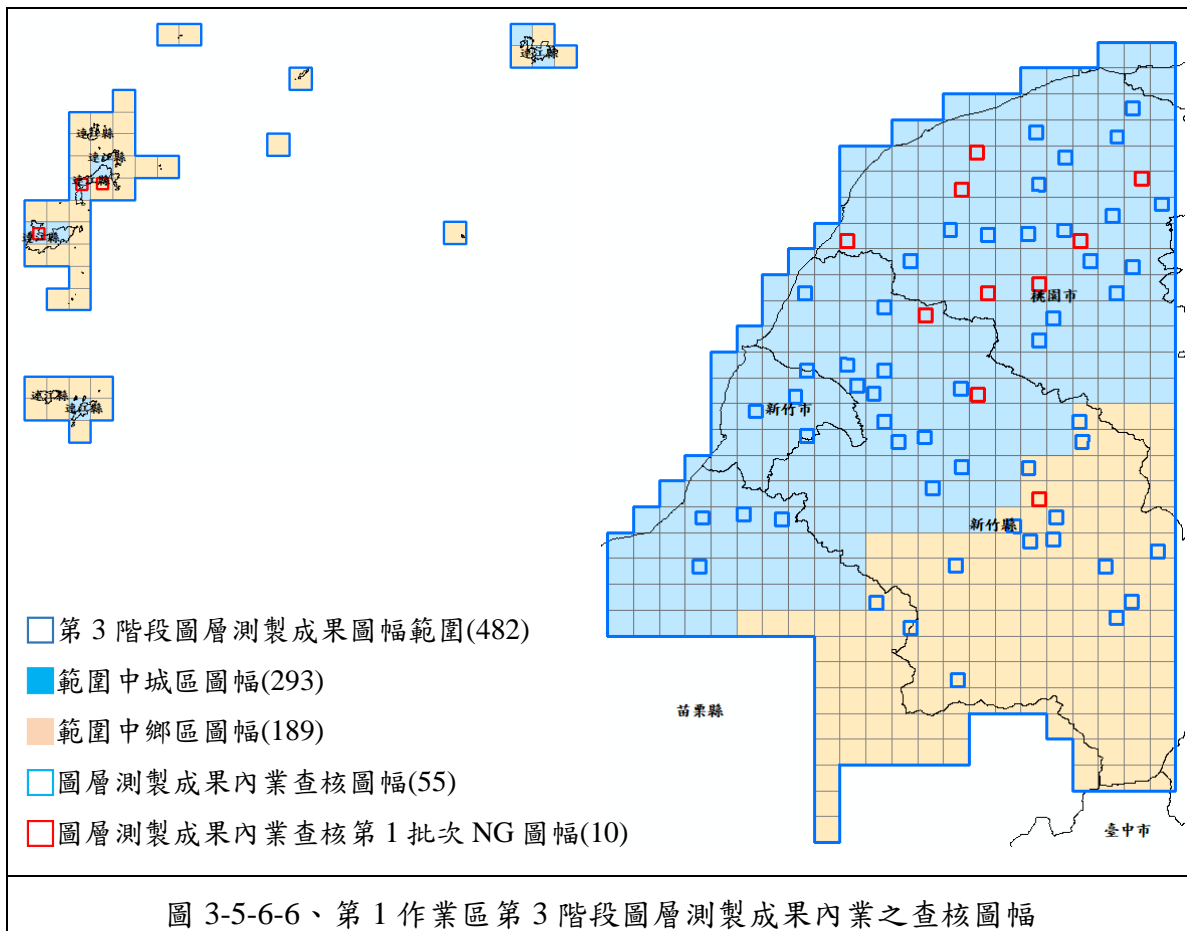 連江縣
連江縣
連江縣
連江縣
連江縣
連江縣
連江縣
桃園市
新竹市
新竹縣
苗栗縣
臺中市
第 3 階段圖層測製成果圖幅範圍(482)
範圍中城區圖幅(293)
範圍中鄉區圖幅(189)
圖層測製成果內業查核圖幅(55)
圖層測製成果內業查核第 1 批次 NG 圖幅(10)
圖 3-5-6-6、第 1 作業區第 3 階段圖層測製成果內業之查核圖幅